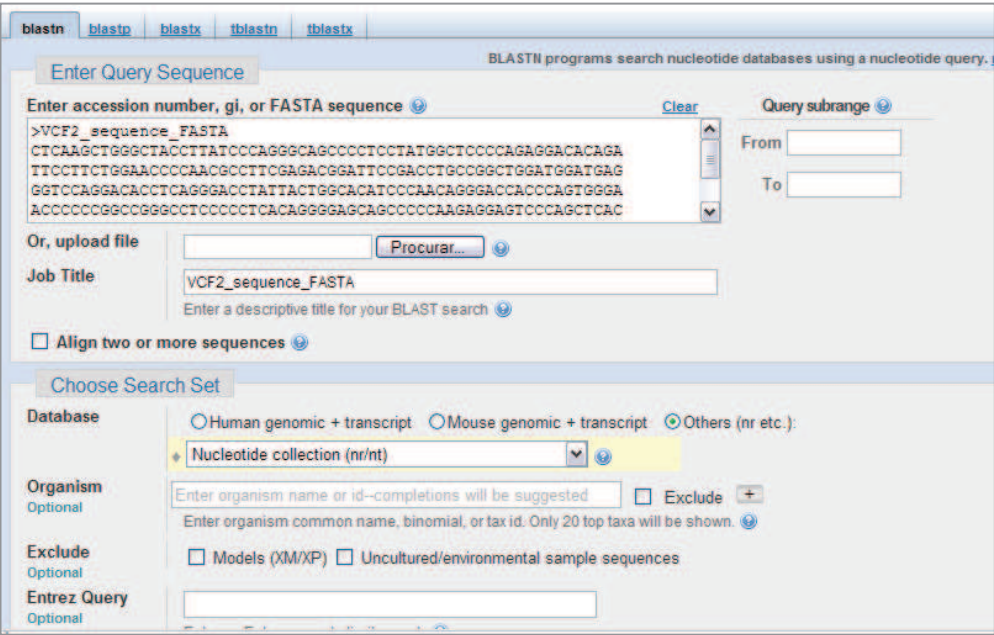 blastn blastp blastx tblastn tblastx
BLASTN programs search nucleotide databases using a nucleotide query.
Enter Query Sequence
Enter accession number, gi, or FASTA sequence Clear Query subrange
>VCF2_sequence_FASTA
CTCAAGCTGGGCTACCTTATCCCAGGGCAGCCCCTCCTATGGCTCCCCAGAGGACACAGA
From
TTCCTTCTGGAACCCCAACGCCTTCGAGACGGATTCCGACCTGCCGGCTGGATGGATGAG
GGTCCAGGACACCTCAGGGACCTATTACTGGCACATCCCAACAGGGACCACCCAGTGGGA
To
ACCCCCCGGCCGGGCCTCCCCCTCACAGGGGAGCAGCCCCCAAGAGGAGTCCCAGCTCAC
Or, upload file Procurar...
Job Title VCF2_sequence_FASTA
Enter a descriptive title for your BLAST search
Align two or more sequences
Choose Search Set
Database Human genomic + transcript Mouse genomic + transcript Others (nr etc.):
Nucleotide collection (nr/nt)
Organism
Optional
Enter organism name or id--completions will be suggested Exclude +
Enter organism common name, binomial, or tax id. Only 20 top taxa will be shown.
Exclude
Optional
Models (XM/XP) Uncultured/environmental sample sequences
Entrez Query
Optional